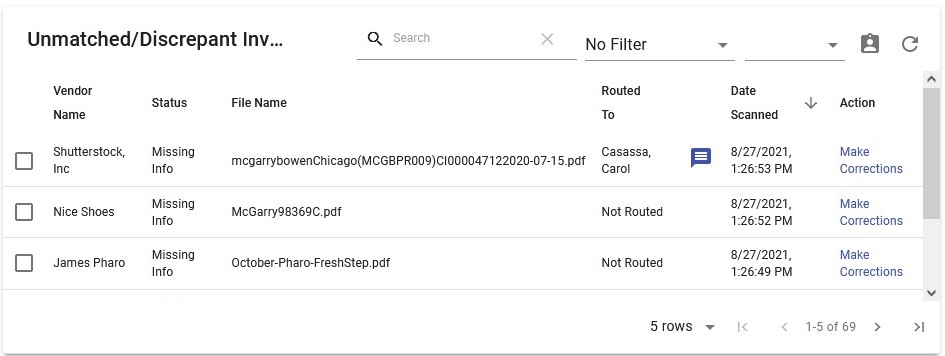 Unmatched/Discrepant Inv...
Search
No Filter
Vendor Name
Status
File Name
Routed To
Date Scanned
Action
Shutterstock, Inc
Missing Info
mcgarrybowenChicago(MCGBPR009)CI000047122020-07-15.pdf
Casassa, Carol
8/27/2021, 1:26:53 PM
Make Corrections
Nice Shoes
Missing Info
McGarry98369C.pdf
Not Routed
8/27/2021, 1:26:52 PM
Make Corrections
James Pharo
Missing Info
October-Pharo-FreshStep.pdf
Not Routed
8/27/2021, 1:26:49 PM
Make Corrections
5 rows
1-5 of 69